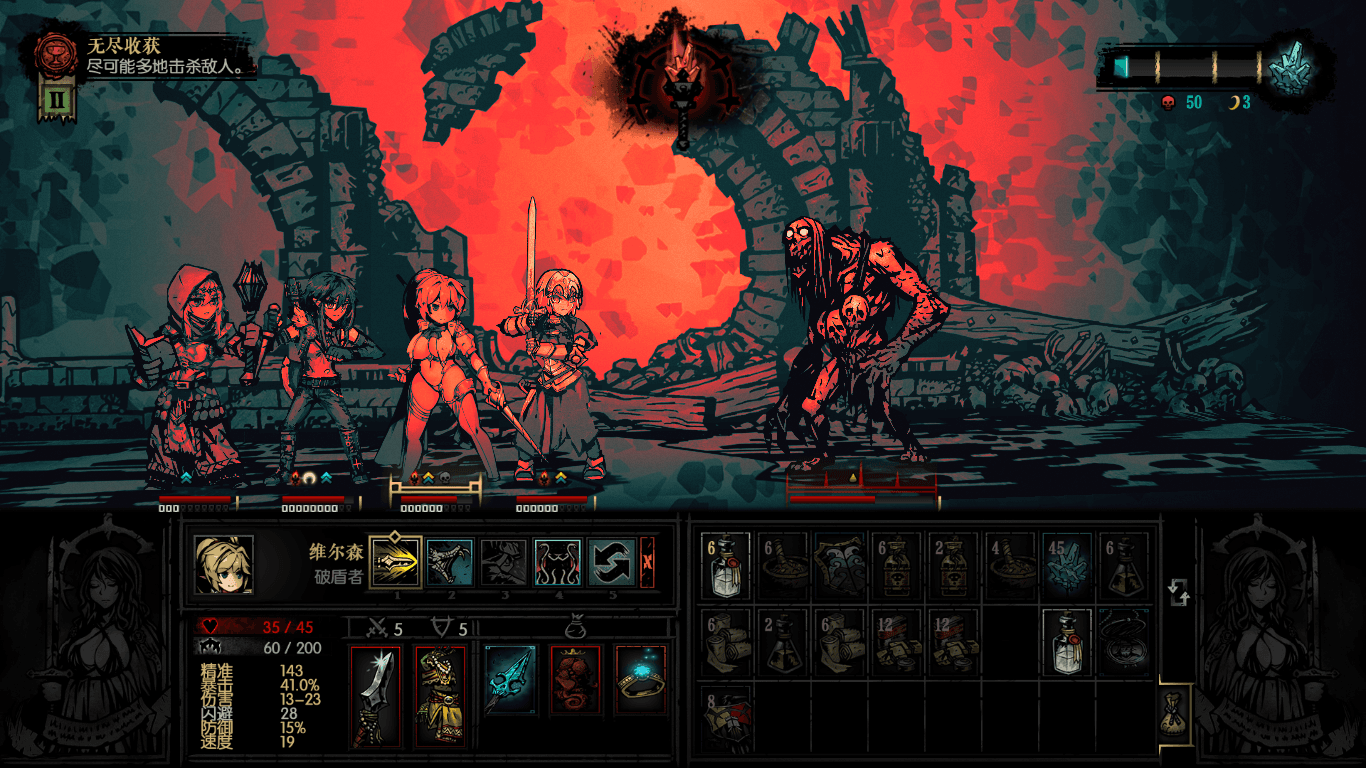 无尽收获
尽可能多地击杀敌人。
II
50
3
维尔森
破盾者
1
2
3
4
5
35 / 45
60 / 200
5
5
精准 143
暴击 41.0%
伤害 13-23
闪避 28
防御 15%
速度 19
6
6
6
2
4
45
6
6
2
6
12
12
8